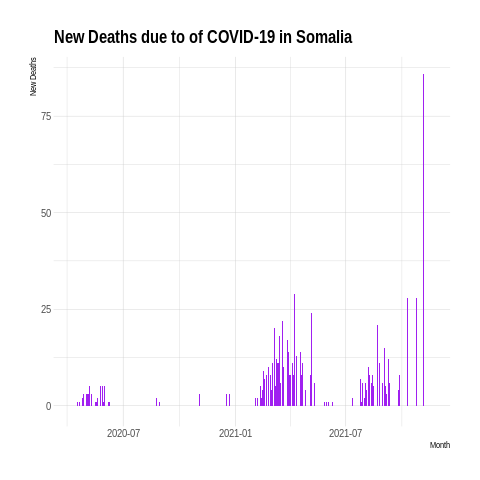 New Deaths due to of COVID-19 in Somalia
New Deaths
75
50
25
0
2020-07
2021-01
2021-07
Month